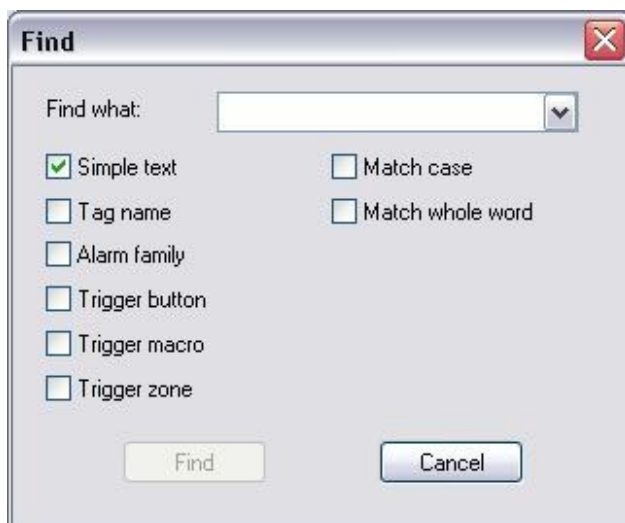 Find
Find what:
Simple text
Match case
Tag name
Match whole word
Alarm family
Trigger button
Trigger macro
Trigger zone
Find
Cancel